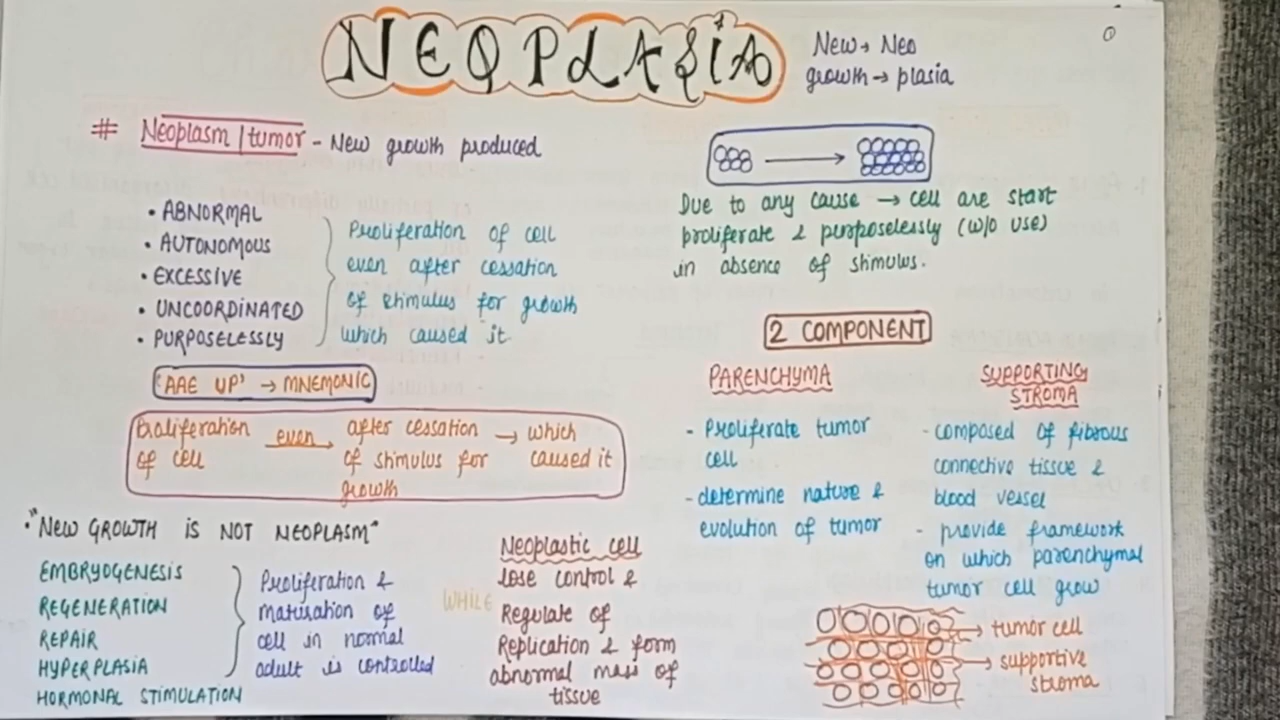 NEOPLASiA
New → Neo
growth → plasia
# Neoplasm | tumor - New growth produced
• ABNORMAL
• AUTONOMOUS
• EXCESSIVE
• UNCOORDINATED
• PURPOSELESSLY
Proliferation of cell
even after cessation
of stimulus for growth
which caused it.
'AAE UP' → MNEMONIC
Proliferation even → after cessation → which
of cell of stimulus for caused it
growth
• "NEW GROWTH iS NOT NEOPLASM"
EMBRYOGENESIS
REGENERATION
REPAIR
HYPERPLASIA
HORMONAL STIMULATION
Proliferation &
maturation of
cell in normal
adult is controlled
WHILE
Neoplastic cell
lose control &
Regulate of
Replication & form
abnormal mass of
tissue
Due to any cause → cell are start
proliferate & purposelessly (w/o use)
in absence of stimulus.
2 COMPONENT
PARENCHYMA
- Proliferate tumor
cell
- determine nature &
evolution of tumor
SUPPORTING
STROMA
- composed of fibrous
connective tissue &
blood vessel
- provide framework
on which parenchymal
tumor cell grow
→ tumor cell
→ supportive
stroma